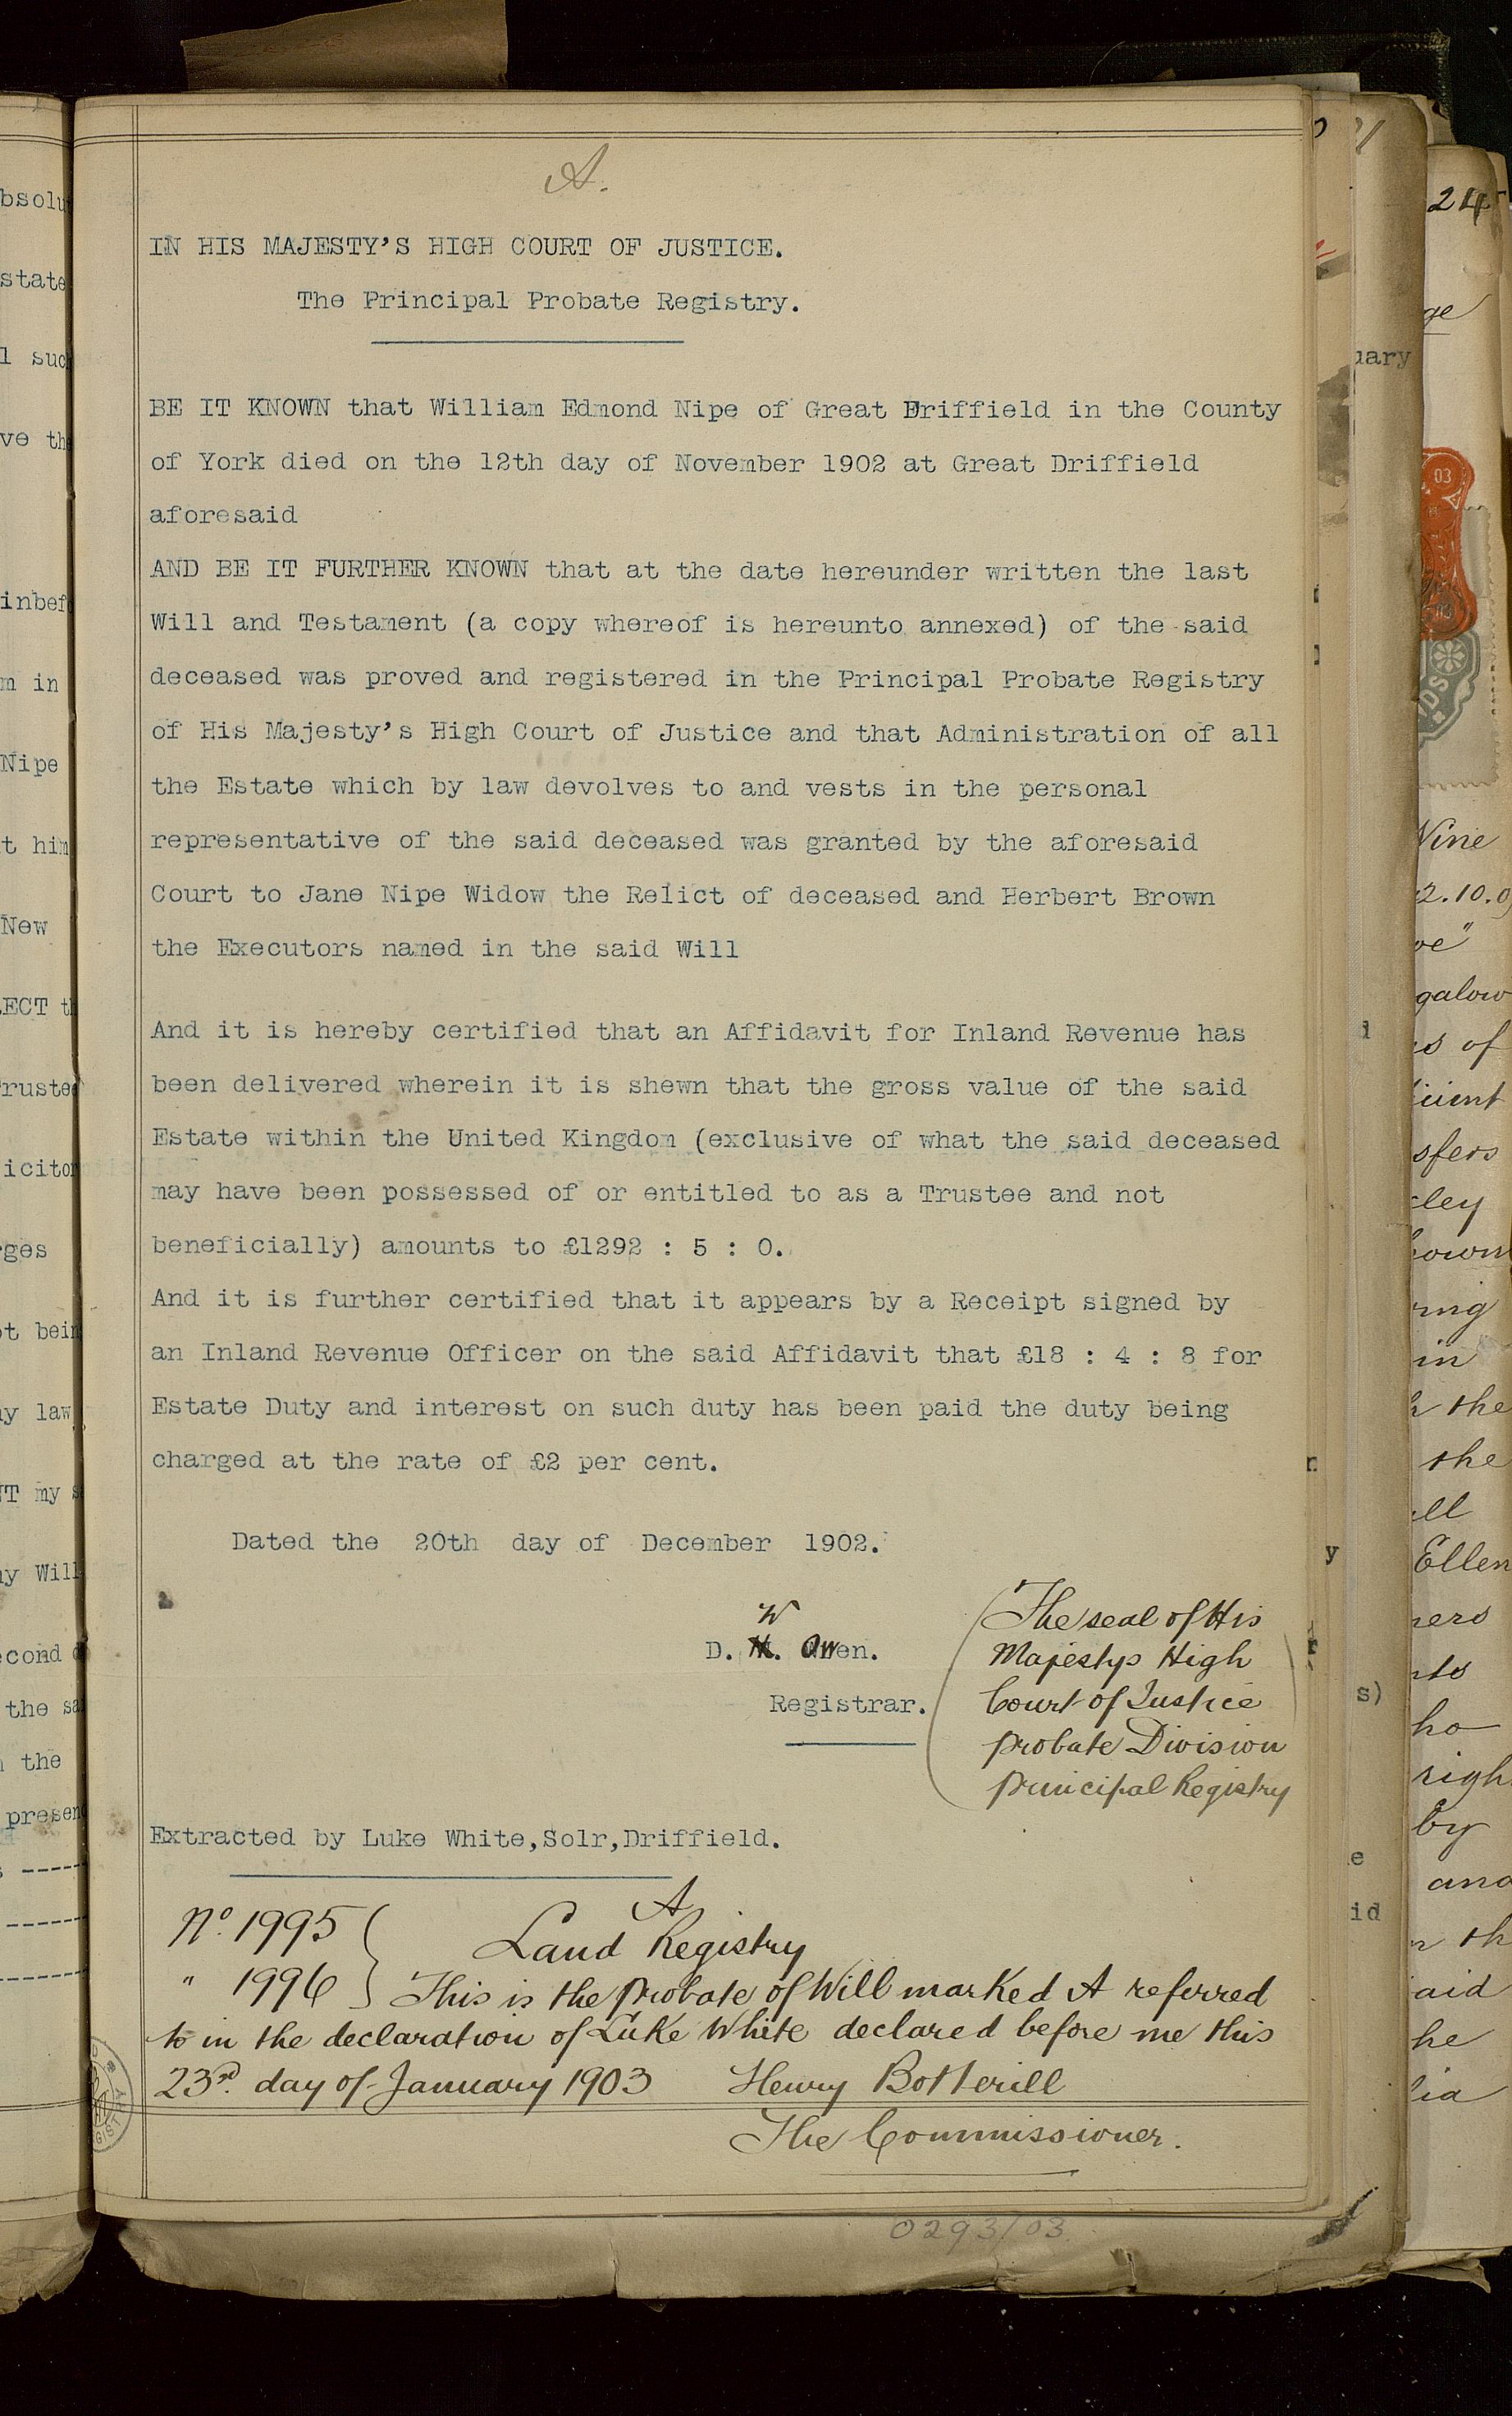 A.
IN HIS MAJESTY'S HIGH COURT OF JUSTICE.
The Principal Probate Registry.
BE IT KNOWN that William Edmond Nipe of Great Driffield in the County
of York died on the 12th day of November 1902 at Great Driffield
aforesaid
AND BE IT FURTHER KNOWN that at the date hereunder written the last
Will and Testament (a copy whereof is hereunto annexed) of the said
deceased was proved and registered in the Principal Probate Registry
of His Majesty's High Court of Justice and that Administration of all
the Estate which by law devolves to and vests in the personal
representative of the said deceased was granted by the aforesaid
Court to Jane Nipe Widow the Relict of deceased and Herbert Brown
the Executors named in the said Will
And it is hereby certified that an Affidavit for Inland Revenue has
been delivered wherein it is shewn that the gross value of the said
Estate within the United Kingdom (exclusive of what the said deceased
may have been possessed of or entitled to as a Trustee and not
beneficially) amounts to £1292 : 5 : 0.
And it is further certified that it appears by a Receipt signed by
an Inland Revenue Officer on the said Affidavit that £18 : 4 : 8 for
Estate Duty and interest on such duty has been paid the duty being
charged at the rate of £2 per cent.
Dated the 20th day of December 1902.
D. W. Owen.
Registrar.
The seal of His
Majestys High
Court of Justice
Probate Division
Principal Registry
Extracted by Luke White,Solr,Driffield.
A
No. 1995
" 1996
Land Registry
This is the Probate of Will marked A referred
to in the declaration of Luke White declared before me this
23rd. day of January 1903 Henry Botterill
The Commissioner.
0293/03